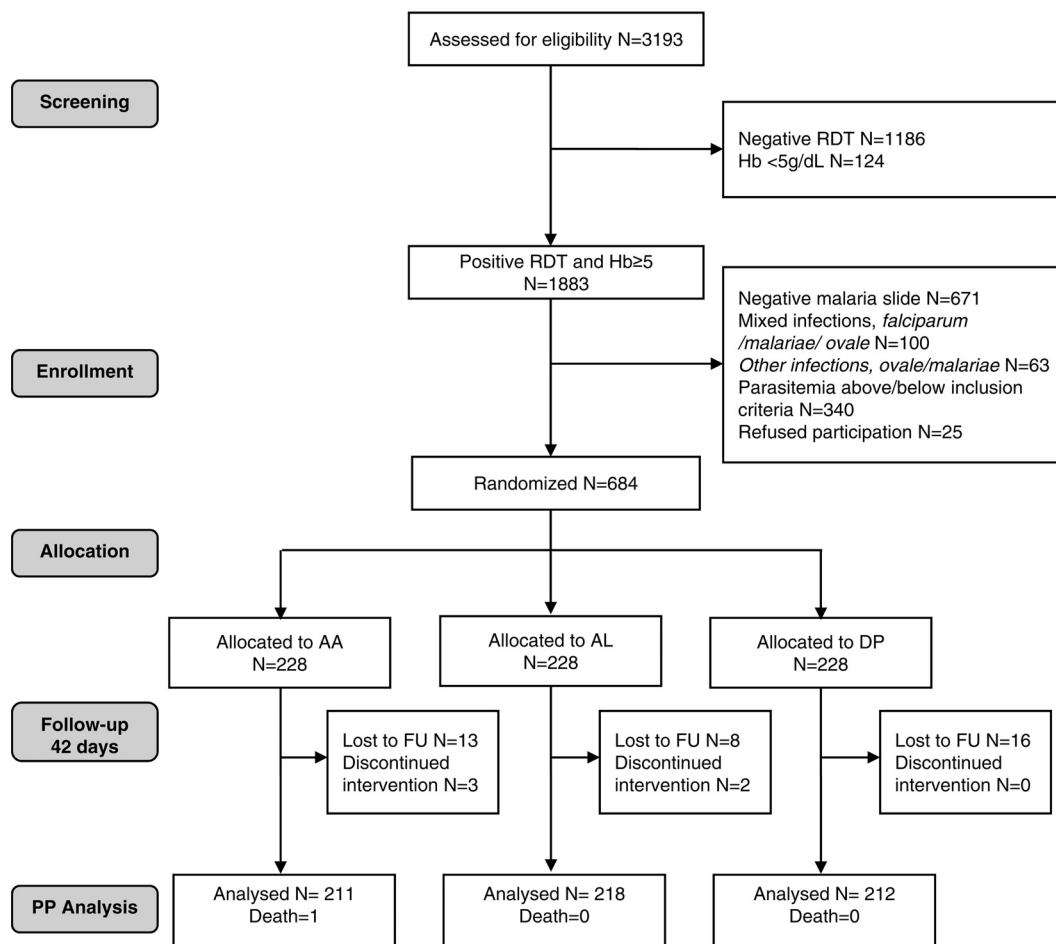 Assessed for eligibility N=3193
Screening
Negative RDT N=1186
Hb <5g/dL N=124
Positive RDT and Hb≥5
N=1883
Enrollment
Negative malaria slide N=671
Mixed infections, falciparum
/malariae/ ovale N=100
Other infections, ovale/malariae N=63
Parasitemia above/below inclusion
criteria N=340
Refused participation N=25
Randomized N=684
Allocation
Allocated to AA
N=228
Allocated to AL
N=228
Allocated to DP
N=228
Follow-up
42 days
Lost to FU N=13
Discontinued
intervention N=3
Lost to FU N=8
Discontinued
intervention N=2
Lost to FU N=16
Discontinued
intervention N=0
PP Analysis
Analysed N= 211
Death=1
Analysed N= 218
Death=0
Analysed N= 212
Death=0